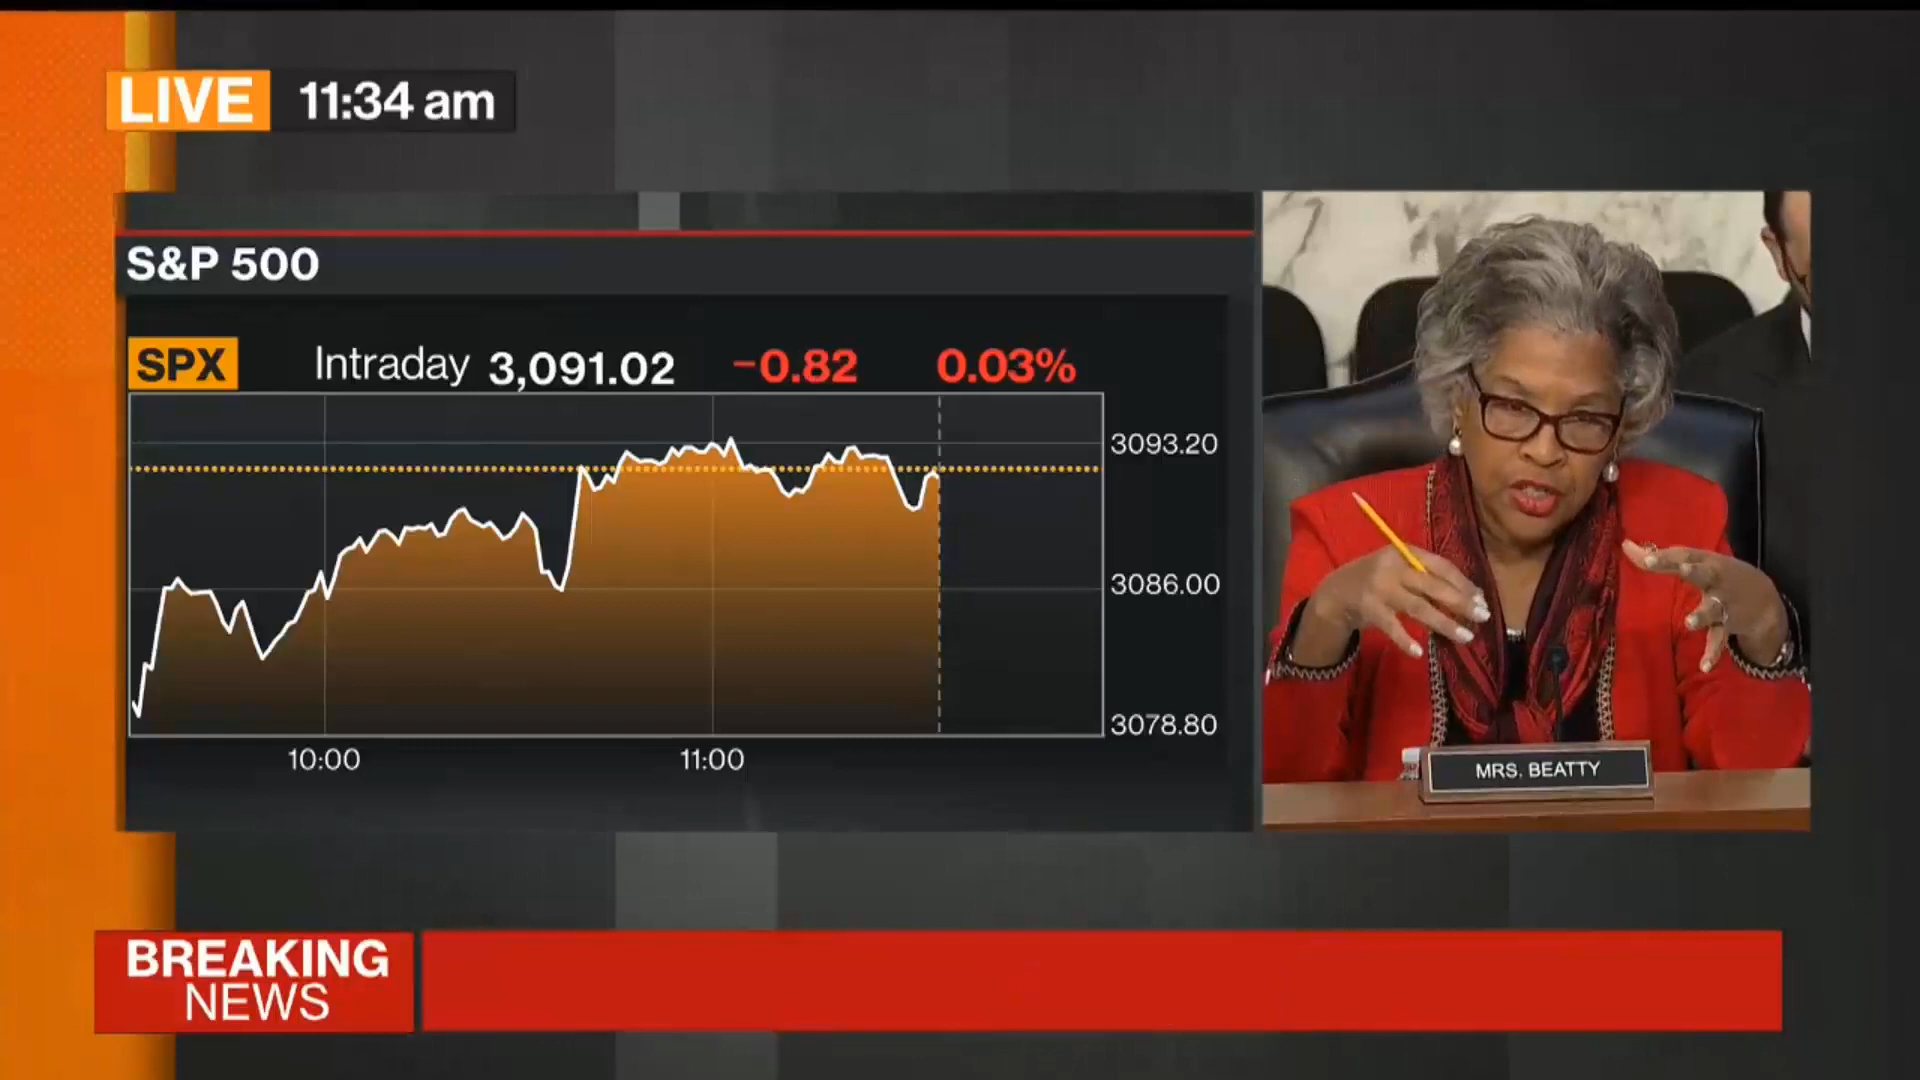 LIVE 11:34 am
S&P 500
SPX Intraday 3,091.02 −0.82 0.03%
3093.20
3086.00
3078.80
10:00 11:00
MRS. BEATTY
BREAKING
NEWS